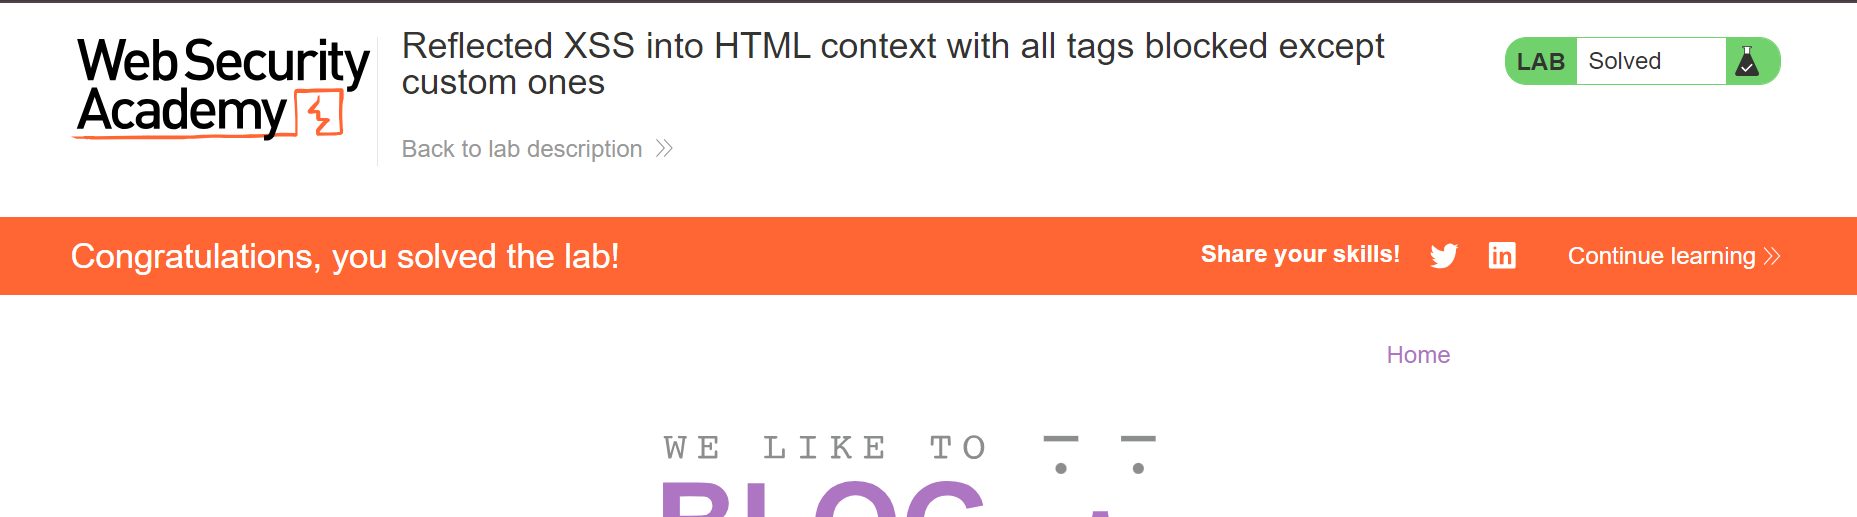 Web Security
Academy
Reflected XSS into HTML context with all tags blocked except
custom ones
Back to lab description
LAB Solved
Congratulations, you solved the lab!
Share your skills!
Continue learning
Home
WE LIKE TO
BLOG